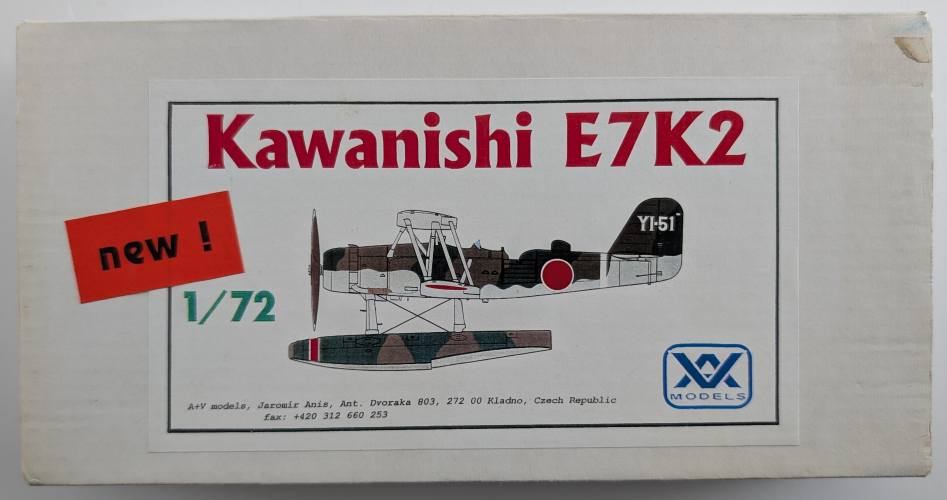 Kawanishi E7K2
new !
YI-51
1/72
MODELS
A+V models, Jaromir Anis, Ant. Dvoraka 803, 272 00 Kladno, Czech Republic
fax: +420 312 660 253